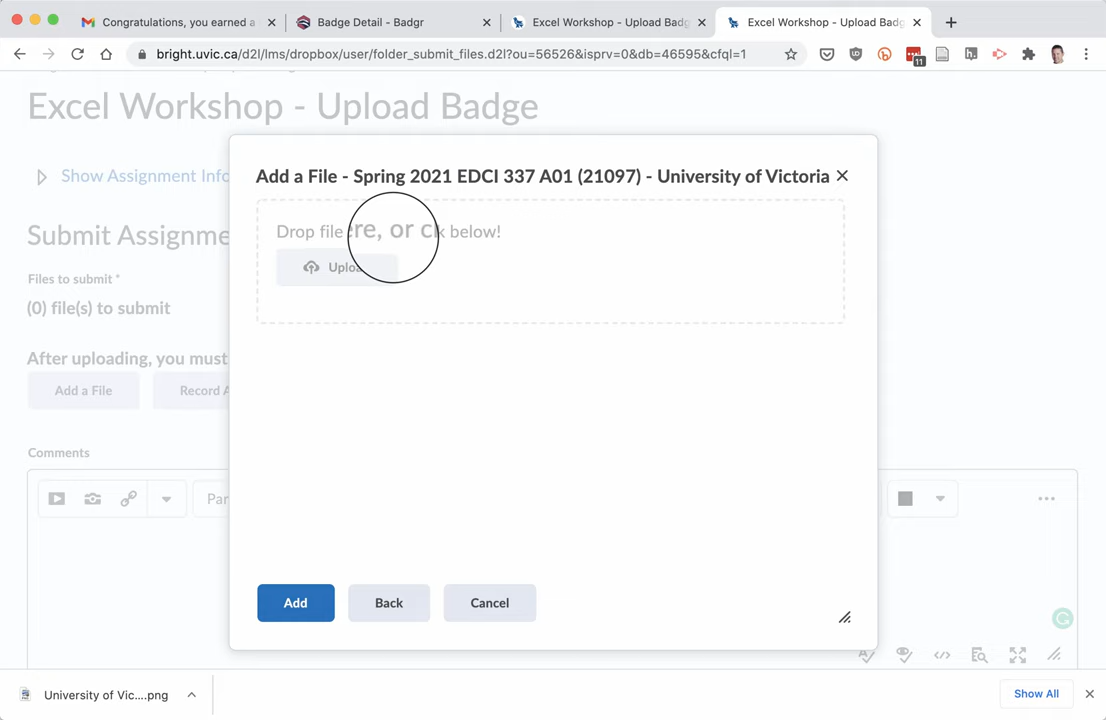 Congratulations, you earned a
Badge Detail - Badgr
Excel Workshop - Upload Badg
Excel Workshop - Upload Badg
bright.uvic.ca/d2l/lms/dropbox/user/folder_submit_files.d2l?ou=56526&isprv=0&db=46595&cfql=1
11
Excel Workshop - Upload Badge
Show Assignment Info
Add a File - Spring 2021 EDCI 337 A01 (21097) - University of Victoria
Drop file ere, or ck below!
Uploa
Submit Assignme
Files to submit *
(0) file(s) to submit
After uploading, you must
Add a File
Record A
Comments
Par
Add
Back
Cancel
University of Vic....png
Show All